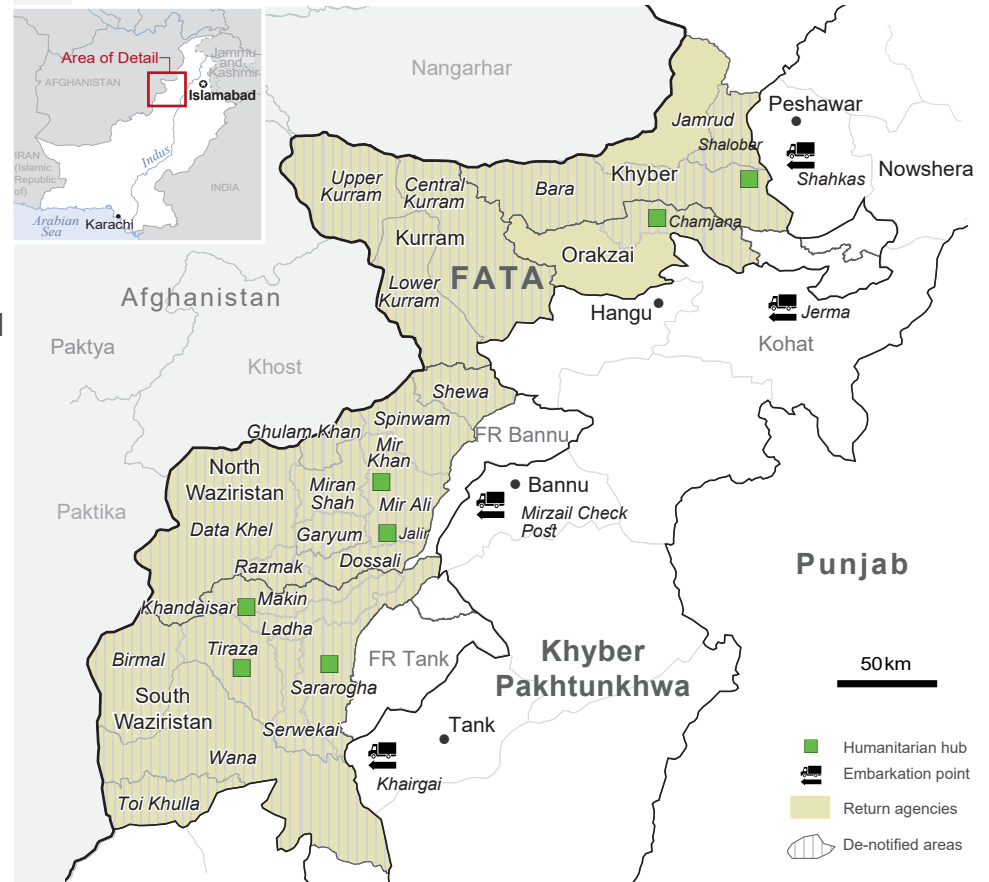 Area of Detail
Jammu
and
Kashmir
AFGHANISTAN
Islamabad
IRAN
(Islamic
Republic
of)
Indus
INDIA
Arabian
Sea
Karachi
Nangarhar
Peshawar
Jamrud
Shalobar
Shahkas
Nowshera
Upper
Kurram
Central
Kurram
Bara
Khyber
Chamjana
Kurram
Orakzai
FATA
Lower
Kurram
Afghanistan
Hangu
Jerma
Kohat
Paktya
Khost
Shewa
Spinwam
Ghulam Khan
FR Bannu
Mir
Khan
North
Waziristan
Miran
Shah
Mir Ali
Bannu
Mirzail Check
Post
Paktika
Data Khel
Garyum
Jalir
Dossali
Razmak
Punjab
Khandaisar
Makin
Ladha
Tiraza
Birmal
FR Tank
Khyber
Pakhtunkhwa
Sararogha
South
Waziristan
Serwekai
Tank
Wana
Khairgai
Toi Khulla
50km
Humanitarian hub
Embarkation point
Return agencies
De-notified areas